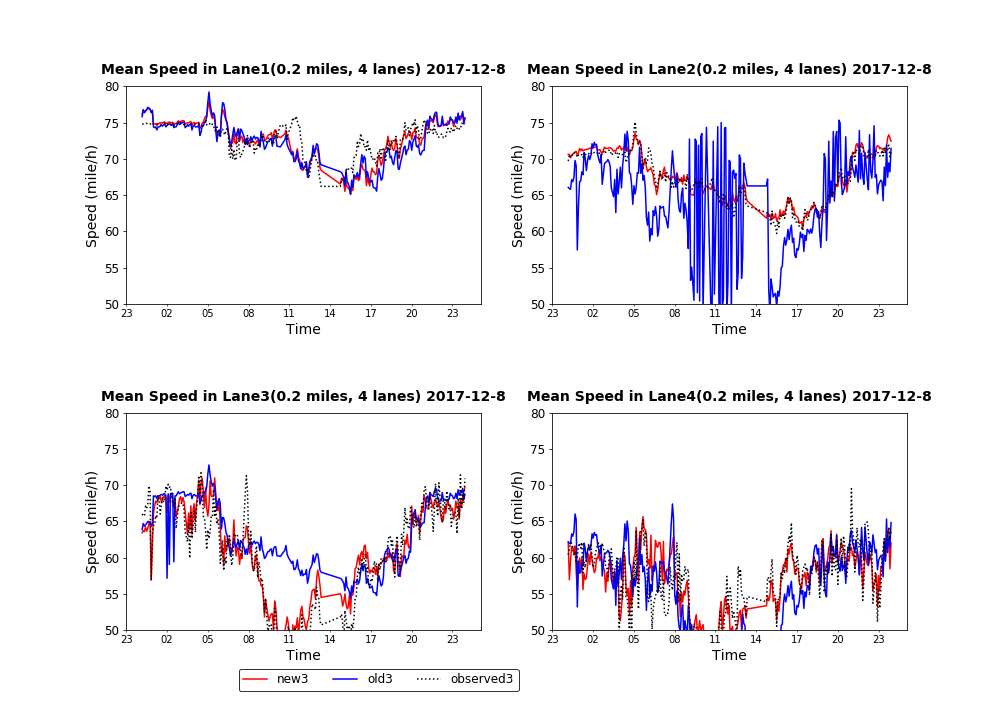 Mean Speed in Lane1(0.2 miles, 4 lanes) 2017-12-8
80
75
70
65
60
55
50
Speed (mile/h)
23 02 05 08 11 14 17 20 23
Time
Mean Speed in Lane2(0.2 miles, 4 lanes) 2017-12-8
80
75
70
65
60
55
50
Speed (mile/h)
23 02 05 08 11 14 17 20 23
Time
Mean Speed in Lane3(0.2 miles, 4 lanes) 2017-12-8
80
75
70
65
60
55
50
Speed (mile/h)
23 02 05 08 11 14 17 20 23
Time
Mean Speed in Lane4(0.2 miles, 4 lanes) 2017-12-8
80
75
70
65
60
55
50
Speed (mile/h)
23 02 05 08 11 14 17 20 23
Time
new3 old3 observed3